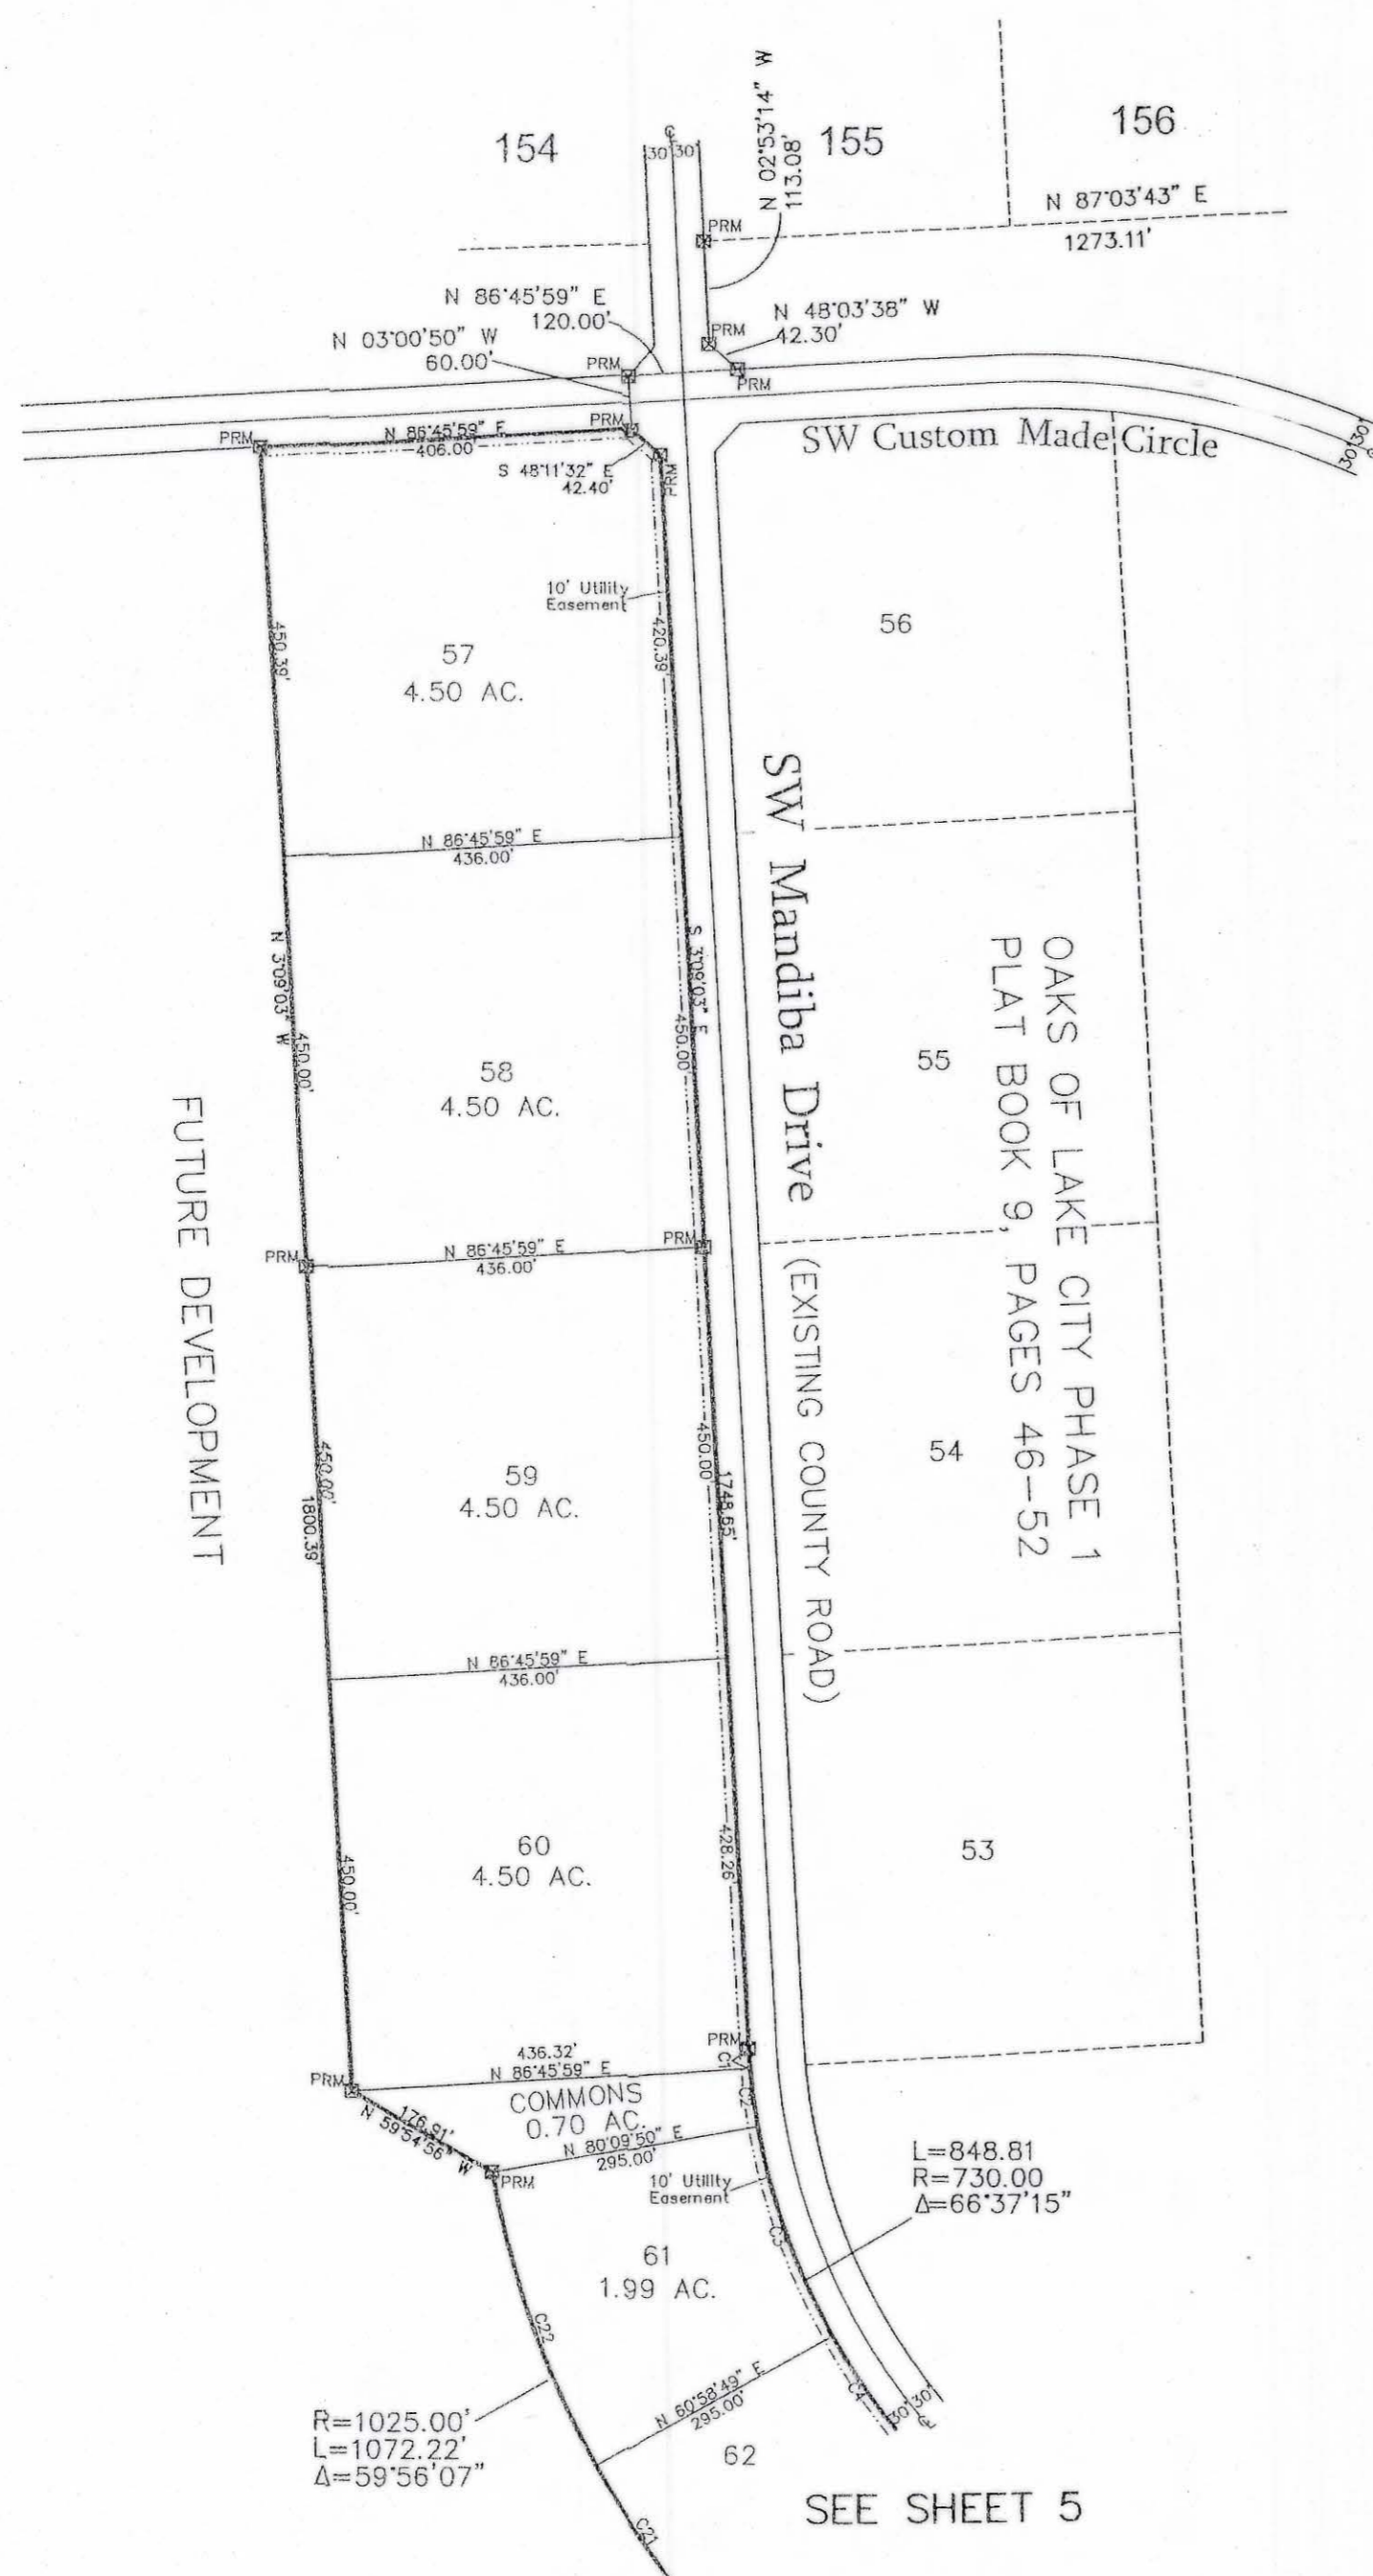 154
155
156
℄
30' 30'
N 02°53'14" W
113.08'
N 87°03'43" E
1273.11'
PRM
N 86°45'59" E
120.00'
N 48°03'38" W
42.30'
PRM
N 03°00'50" W
60.00'
PRM
PRM
PRM
PRM
N 86°45'59" E
406.00'
SW Custom Made Circle
30' 30'
℄
S 48°11'32" E
42.40'
PRM
10' Utility
Easement
420.39'
450.39'
57
4.50 AC.
56
N 86°45'59" E
436.00'
SW Mandiba Drive (EXISTING COUNTY ROAD)
OAKS OF LAKE CITY PHASE 1
PLAT BOOK 9, PAGES 46-52
N 3°09'03" W
450.00'
S 3°09'03" E
450.00'
58
4.50 AC.
55
FUTURE DEVELOPMENT
PRM
N 86°45'59" E
436.00'
PRM
450.00'
1800.39'
59
4.50 AC.
450.00'
1748.65'
54
N 86°45'59" E
436.00'
450.00'
60
4.50 AC.
428.26'
53
PRM
436.32'
N 86°45'59" E
C1
PRM
COMMONS
0.70 AC.
C2
176.91'
N 59°54'56" W
N 80°09'50" E
295.00'
PRM
10' Utility
Easement
L=848.81
R=730.00
Δ=66°37'15"
C3
61
1.99 AC.
C22
N 60°58'49" E
295.00'
C4
30' 30'
℄
R=1025.00'
L=1072.22'
Δ=59°56'07"
62
SEE SHEET 5
C21